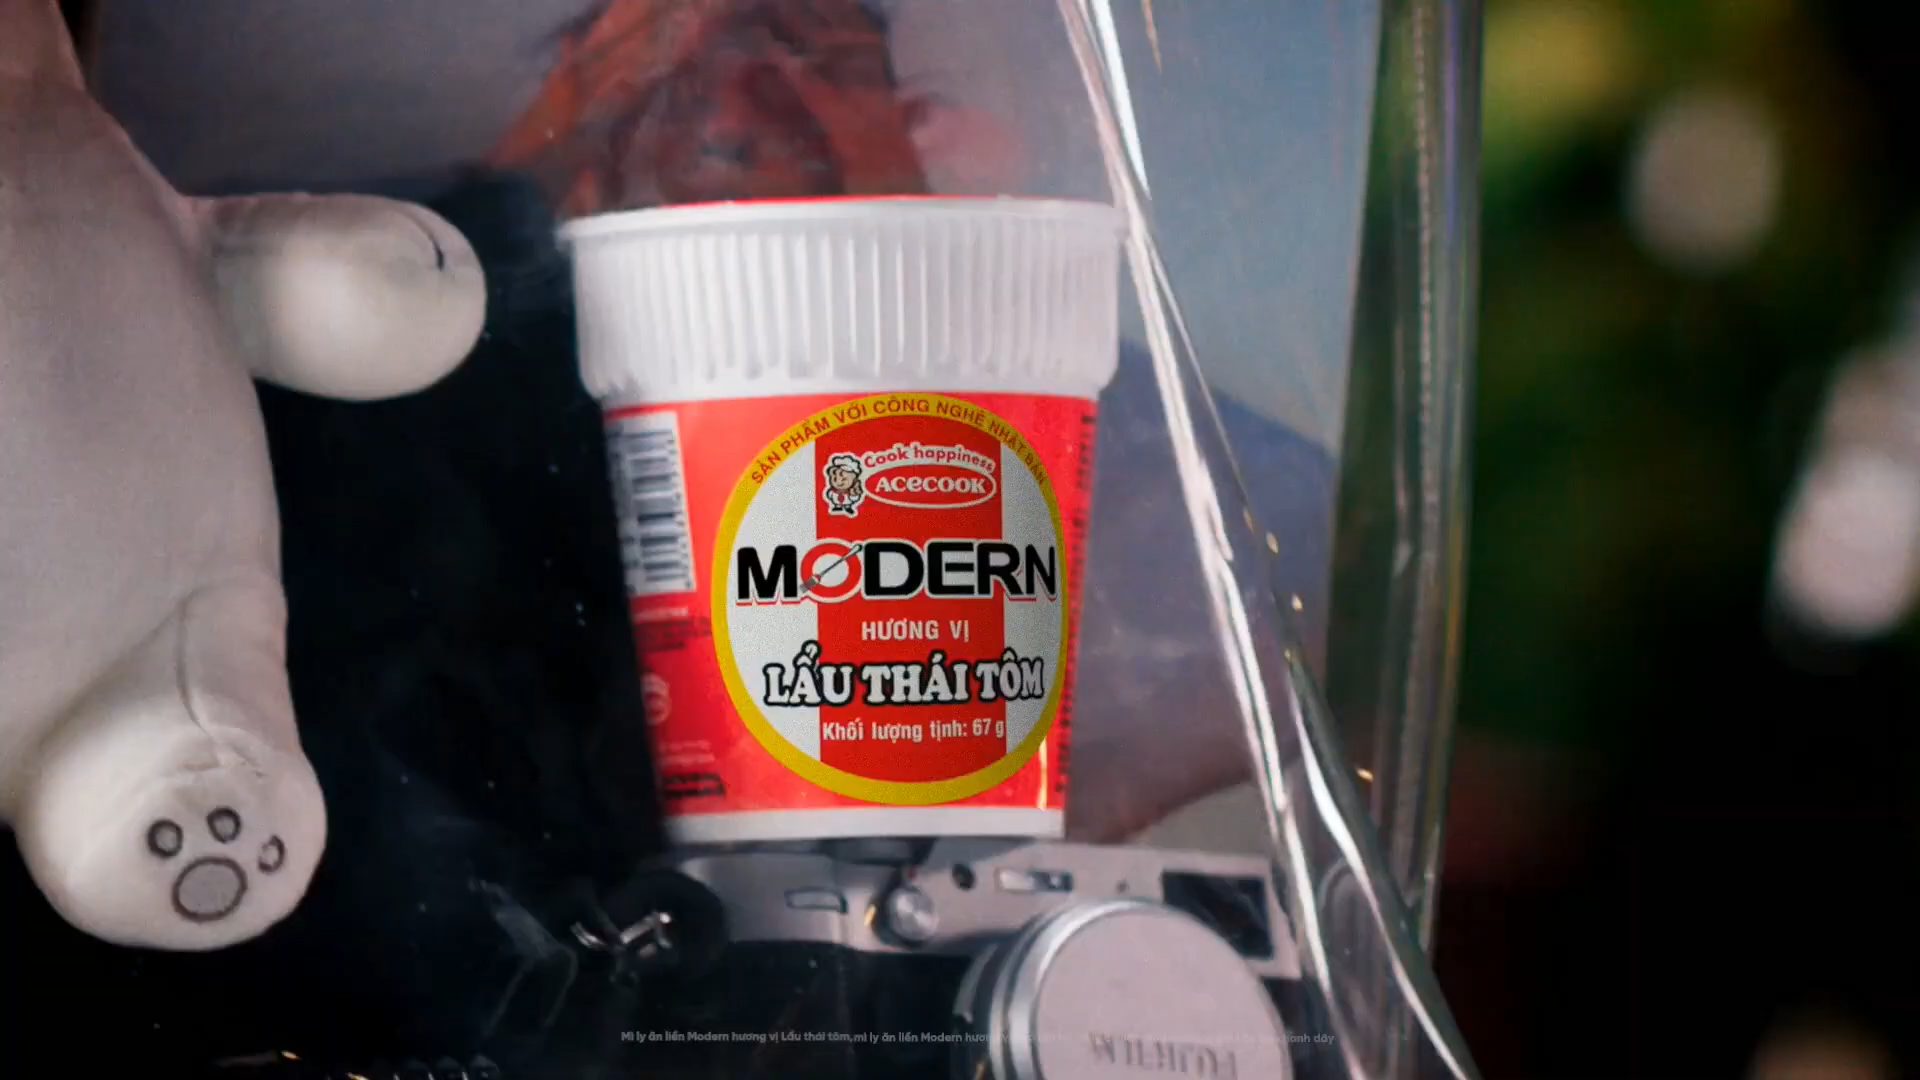 SẢN PHẨM VỚI CÔNG NGHỆ NHẬT BẢN
Cook happiness
ACECOOK
MODERN
HƯƠNG VỊ
LẨU THÁI TÔM
Khối lượng tịnh: 67 g
Mì ly ăn liền Modern hương vị Lẩu thái tôm, mì ly ăn liền Modern hương